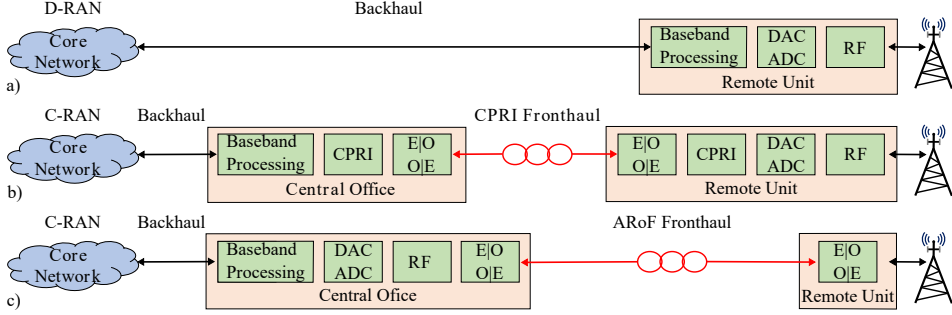 D-RAN Backhaul
Core
Network
Baseband
Processing
DAC
ADC
RF
Remote Unit
a)
C-RAN Backhaul CPRI Fronthaul
Core
Network
Baseband
Processing
CPRI
E|O
O|E
Central Office
E|O
O|E
CPRI
DAC
ADC
RF
Remote Unit
b)
C-RAN Backhaul ARoF Fronthaul
Core
Network
Baseband
Processing
DAC
ADC
RF
E|O
O|E
Central Ofice
E|O
O|E
Remote Unit
c)